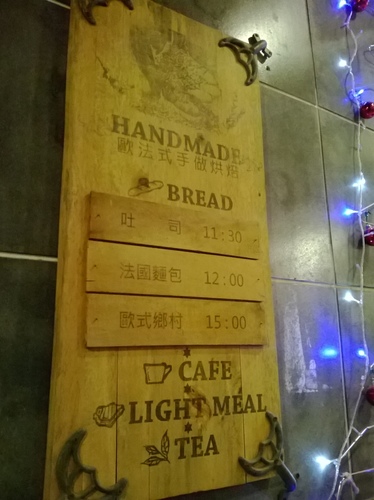 HANDMADE
歐法式手做烘焙
BREAD
吐 司 11:30
法國麵包 12:00
歐式鄉村 15:00
CAFE
LIGHT MEAL
TEA